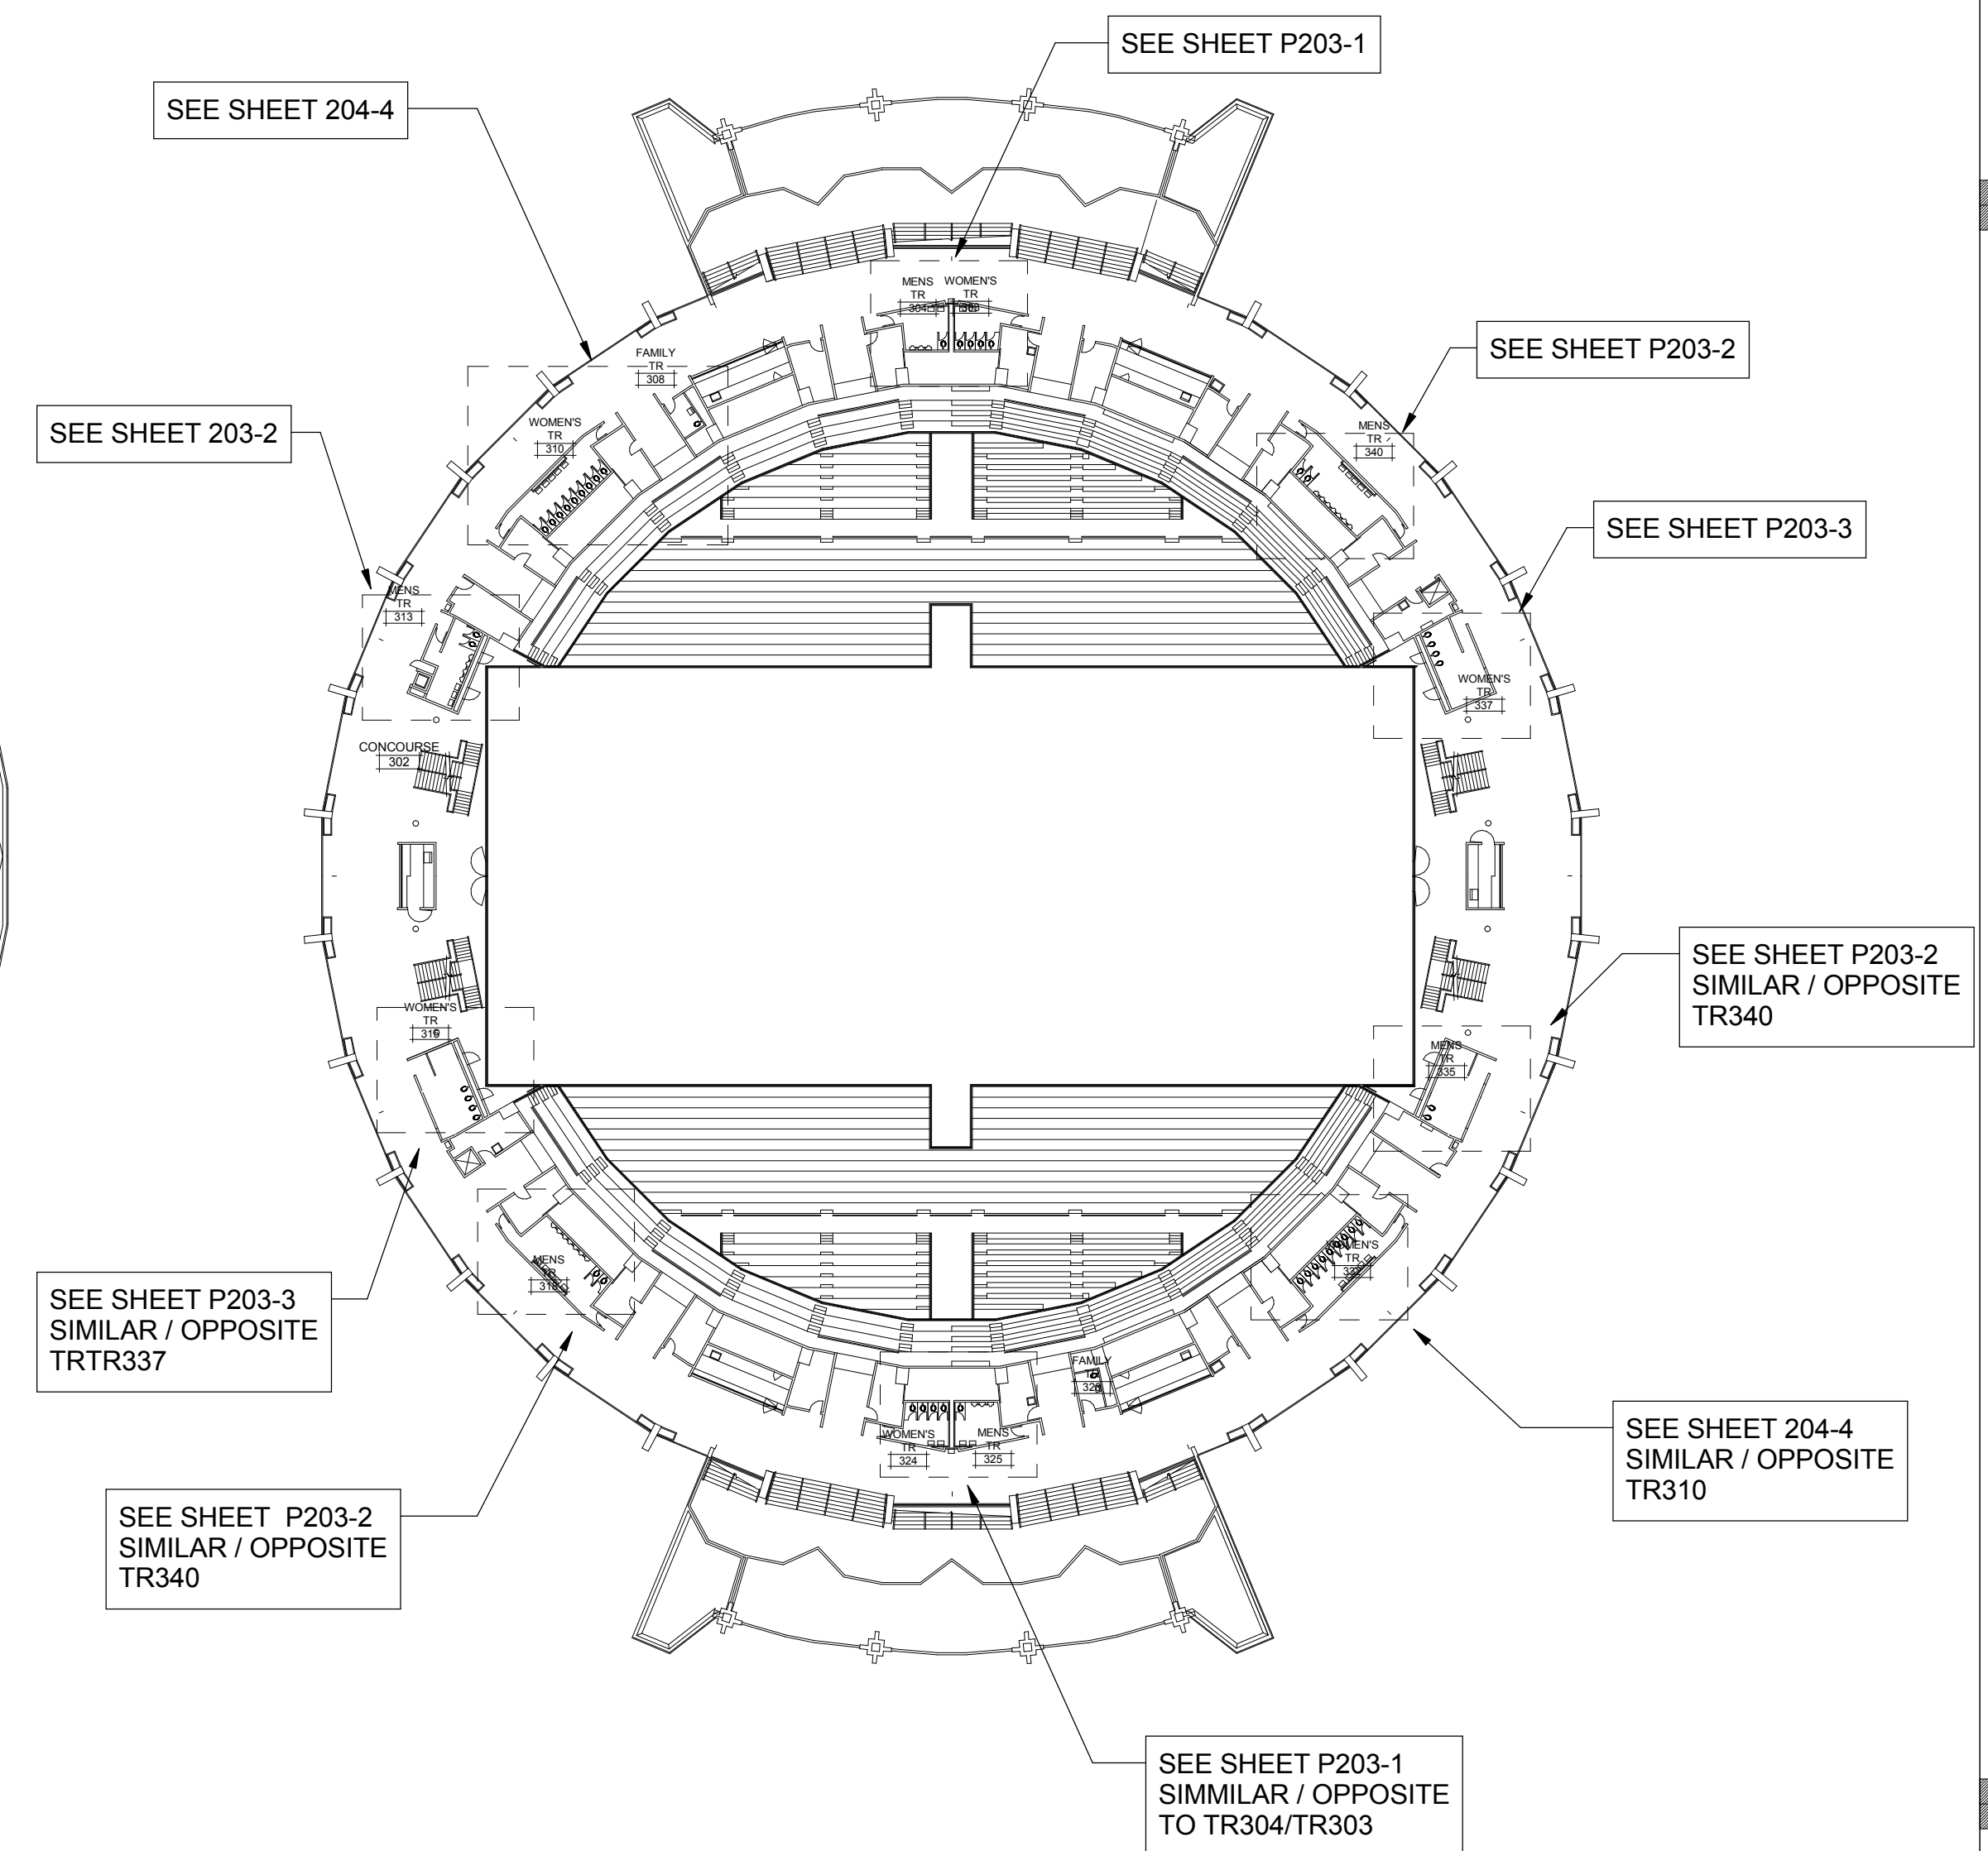 SEE SHEET P203-1
SEE SHEET 204-4
SEE SHEET P203-2
SEE SHEET 203-2
SEE SHEET P203-3
MENS
TR
304
WOMEN'S
TR
303
FAMILY
TR
308
WOMEN'S
TR
310
MENS
TR
340
MENS
TR
313
WOMEN'S
TR
337
CONCOURSE
302
WOMEN'S
TR
MENS
TR
335
SEE SHEET P203-2
SIMILAR / OPPOSITE
TR340
MENS
TR
WOMEN'S
TR
SEE SHEET P203-3
SIMILAR / OPPOSITE
TRTR337
FAMILY
TR
WOMEN'S
TR
324
MENS
TR
325
SEE SHEET 204-4
SIMILAR / OPPOSITE
TR310
SEE SHEET P203-2
SIMILAR / OPPOSITE
TR340
SEE SHEET P203-1
SIMMILAR / OPPOSITE
TO TR304/TR303